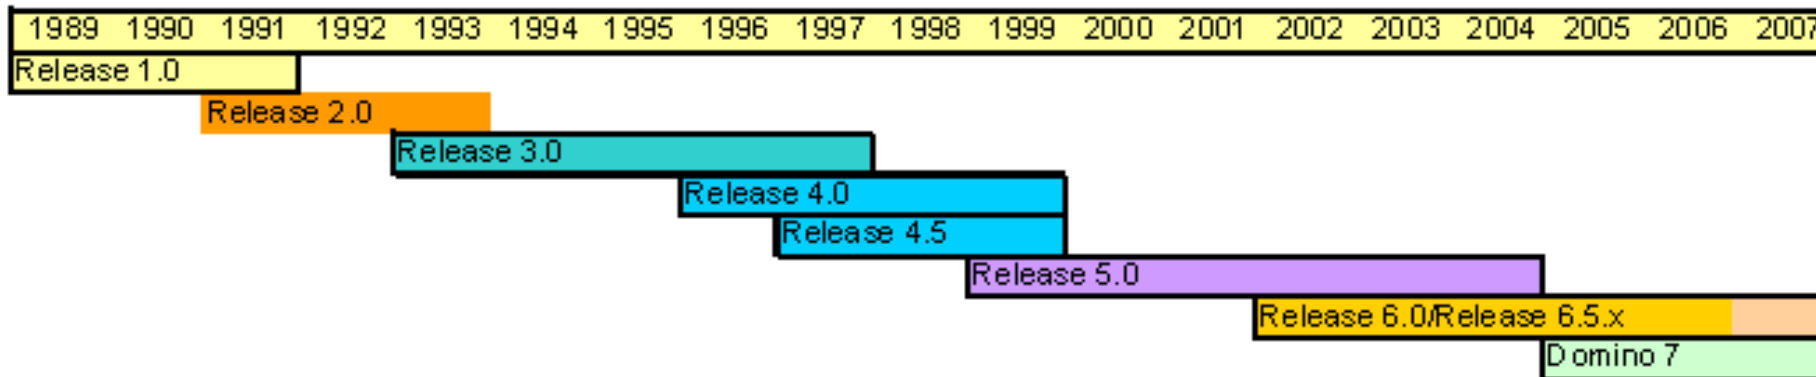 1989 1990 1991 1992 1993 1994 1995 1996 1997 1998 1999 2000 2001 2002 2003 2004 2005 2006 2007
Release 1.0
Release 2.0
Release 3.0
Release 4.0
Release 4.5
Release 5.0
Release 6.0/Release 6.5.x
Domino 7